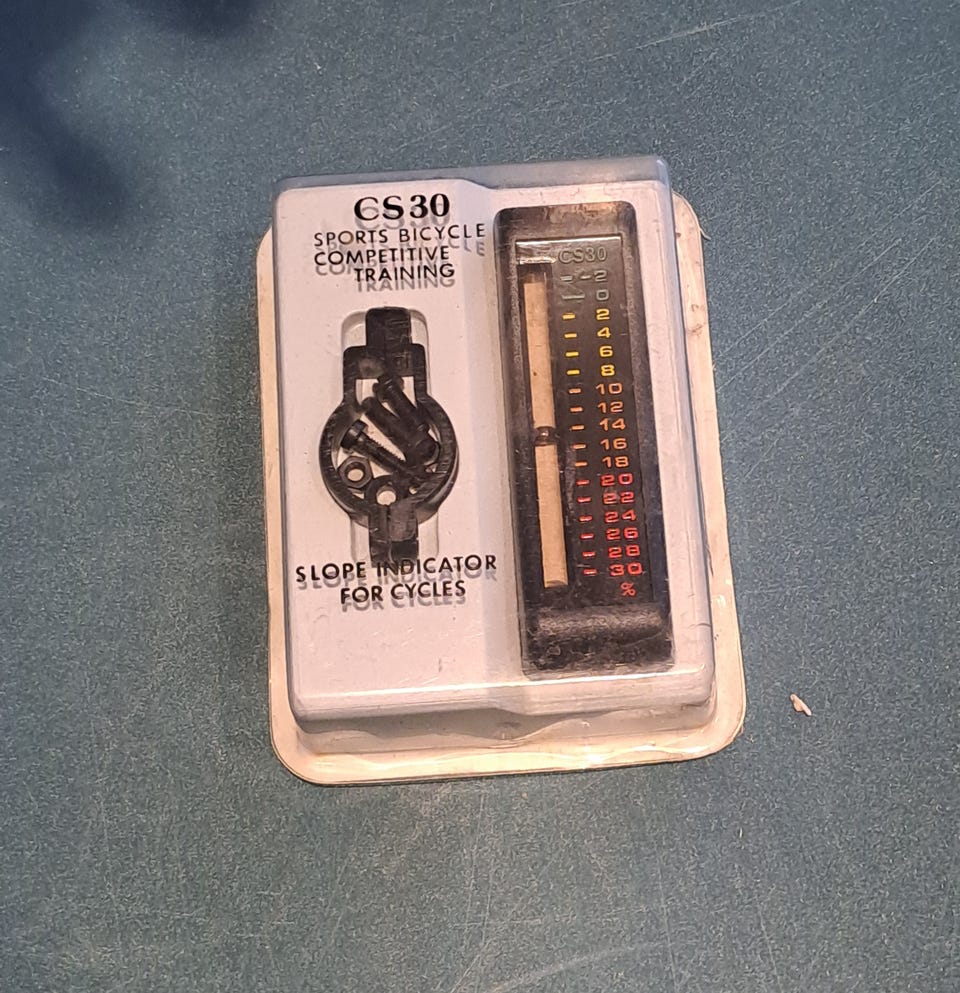 CS30
SPORTS BICYCLE
COMPETITIVE
TRAINING
SLOPE INDICATOR
FOR CYCLES
CS30
- -2
0
- 2
- 4
- 6
- 8
- 10
- 12
- 14
- 16
- 18
- 20
- 22
- 24
- 26
- 28
- 30
%